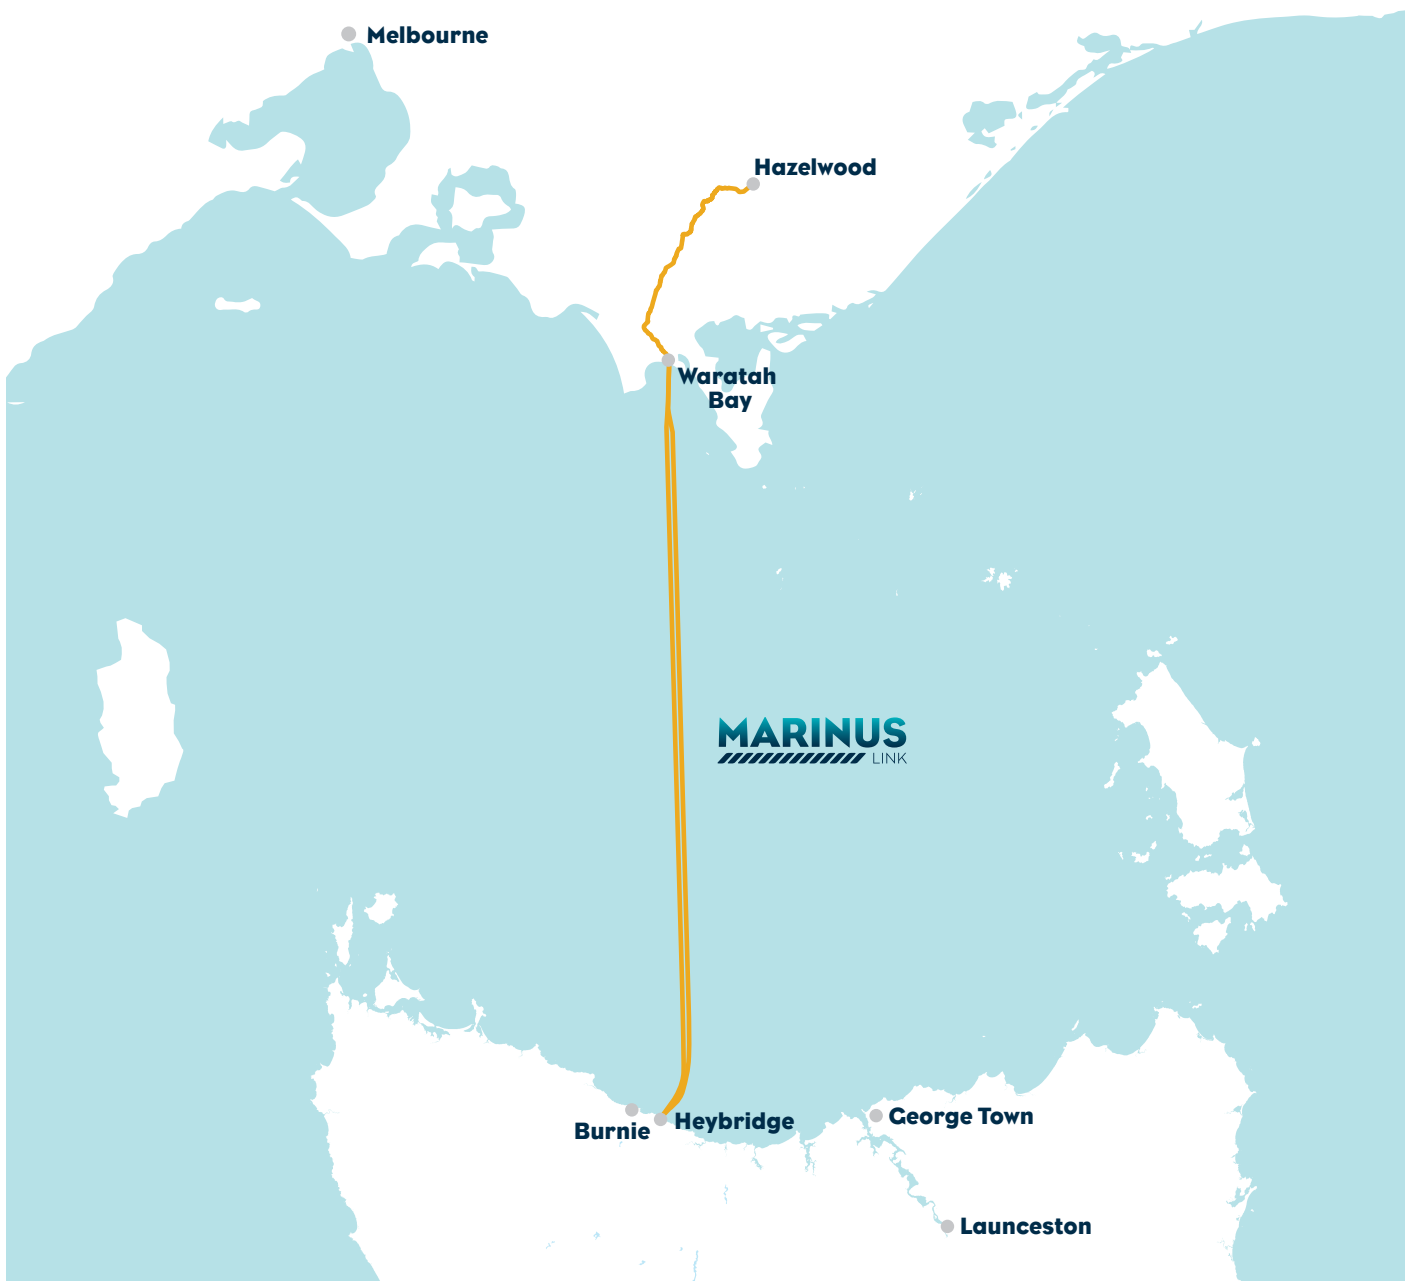 Melbourne
Hazelwood
Waratah
Bay
MARINUS
LINK
Heybridge
Burnie
George Town
Launceston